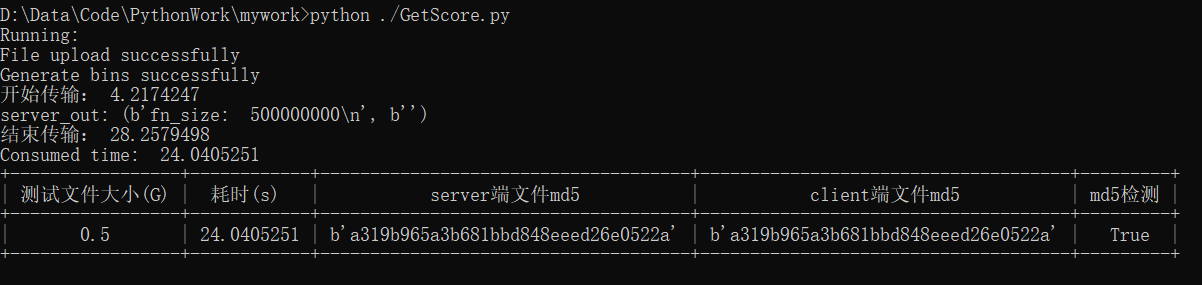 D:\Data\Code\PythonWork\mywork>python ./GetScore.py
Running:
File upload successfully
Generate bins successfully
开始传输： 4.2174247
server_out: (b'fn_size:  500000000\n', b'')
结束传输： 28.2579498
Consumed time:  24.0405251
测试文件大小(G) | 耗时(s) | server端文件md5 | client端文件md5 | md5检测
0.5 | 24.0405251 | b'a319b965a3b681bbd848eeed26e0522a' | b'a319b965a3b681bbd848eeed26e0522a' | True